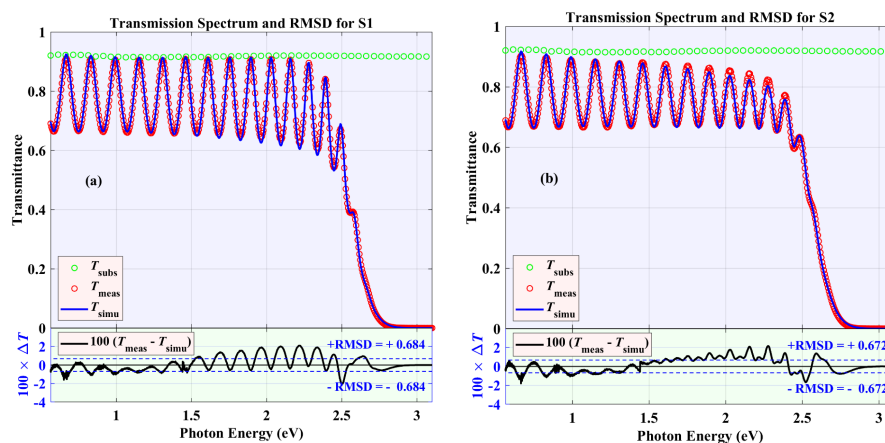 Transmission Spectrum and RMSD for S1
1
0.8
0.6
0.4
0.2
0
Transmittance
(a)
T_subs
T_meas
T_simu
2
0
-2
-4
100 × ΔT
100 (T_meas - T_simu)
+RMSD = + 0.684
- RMSD = - 0.684
1
1.5
2
2.5
3
Photon Energy (eV)
Transmission Spectrum and RMSD for S2
1
0.8
0.6
0.4
0.2
0
Transmittance
(b)
T_subs
T_meas
T_simu
2
0
-2
-4
100 × ΔT
100 (T_meas - T_simu)
+RMSD = + 0.672
- RMSD = - 0.672
1
1.5
2
2.5
3
Photon Energy (eV)